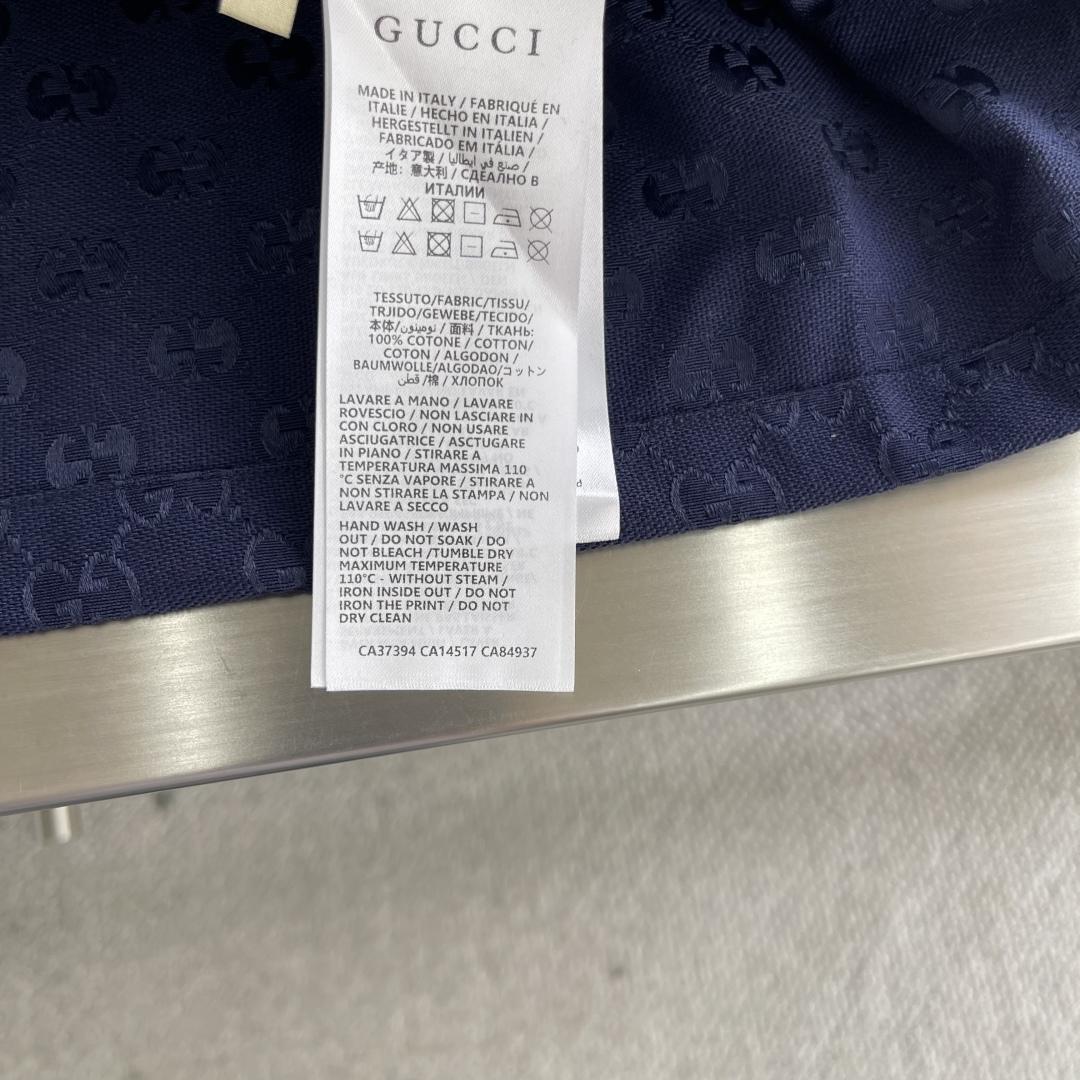 GUCCI
MADE IN ITALY / FABRIQUÉ EN
ITALIE / HECHO EN ITALIA /
HERGESTELLT IN ITALIEN /
FABRICADO EM ITÁLIA /
イタア製 / صنع في ايطاليا /
产地: 意大利 / СДЕАЛНО В
ИТАЛИИ
TESSUTO/FABRIC/TISSU/
TRJIDO/GEWEBE/TECIDO/
本体/نومينون / 面料 / ТКАНЬ:
100% COTONE / COTTON/
COTON / ALGODON /
BAUMWOLLE/ALGODAO/コットン
قطن /棉 / ХЛОПОК
LAVARE A MANO / LAVARE
ROVESCIO / NON LASCIARE IN
CON CLORO / NON USARE
ASCIUGATRICE / ASCTUGARE
IN PIANO / STIRARE A
TEMPERATURA MASSIMA 110
°C SENZA VAPORE / STIRARE A
NON STIRARE LA STAMPA / NON
LAVARE A SECCO
HAND WASH / WASH
OUT / DO NOT SOAK / DO
NOT BLEACH /TUMBLE DRY
MAXIMUM TEMPERATURE
110°C - WITHOUT STEAM /
IRON INSIDE OUT / DO NOT
IRON THE PRINT / DO NOT
DRY CLEAN
CA37394 CA14517 CA84937